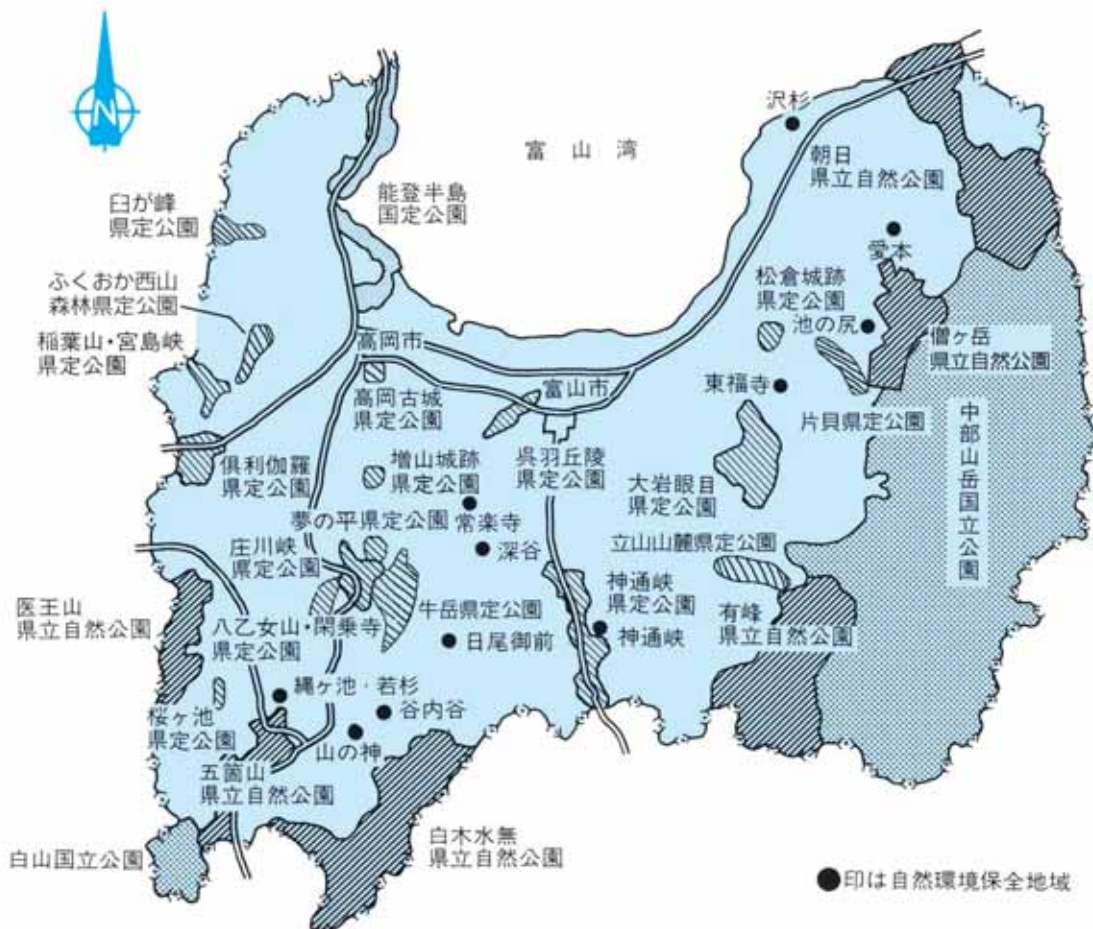 N
沢杉
富山湾
朝日
県立自然公園
能登半島
国定公園
臼が峰
県定公園
愛本
ふくおか西山
森林県定公園
松倉城跡
県定公園
池の尻
稲葉山・宮島峡
県定公園
高岡市
僧ヶ岳
県立自然公園
富山市
東福寺
高岡古城
県定公園
片貝県定公園
中部山岳国立公園
倶利伽羅
県定公園
増山城跡
県定公園
呉羽丘陵
県定公園
大岩眼目
県定公園
夢の平県定公園
常楽寺
庄川峡
県定公園
深谷
立山山麓県定公園
医王山
県立自然公園
神通峡
県定公園
牛岳県定公園
有峰
県立自然公園
八乙女山・閑乗寺
県定公園
日尾御前
神通峡
縄ヶ池・若杉
谷内谷
桜ヶ池
県定公園
山の神
五箇山
県立自然公園
白山国立公園
白木水無
県立自然公園
●印は自然環境保全地域